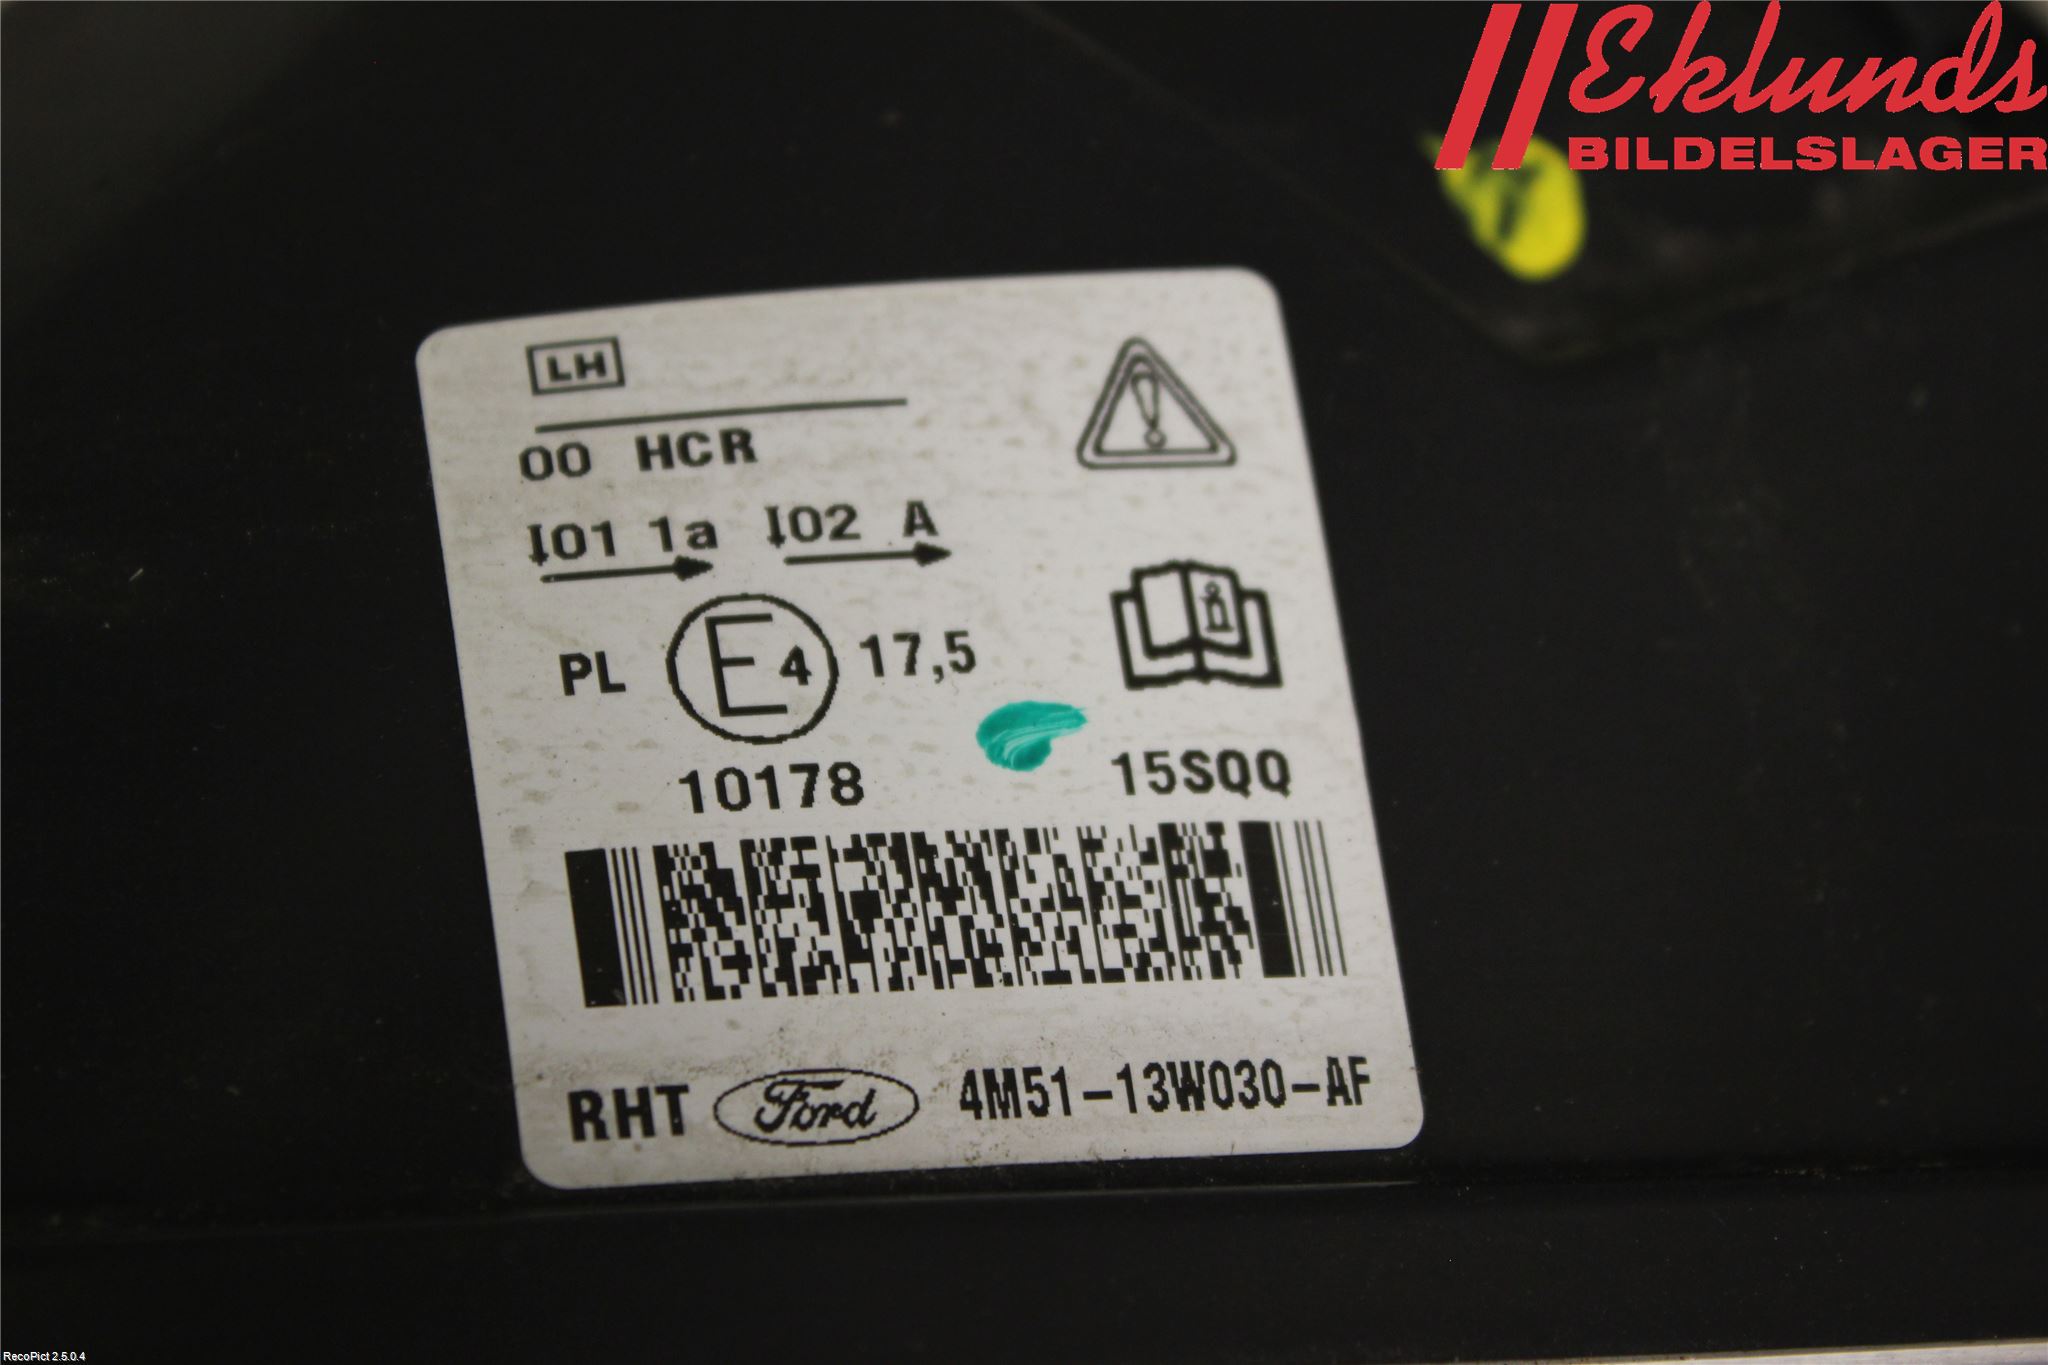 Eklunds
BILDELSLAGER
LH
00 HCR
I01 1a I02 A
PL E4 17,5
10178 15SQQ
RHT Ford 4M51-13W030-AF
RecoPict 2.5.0.4